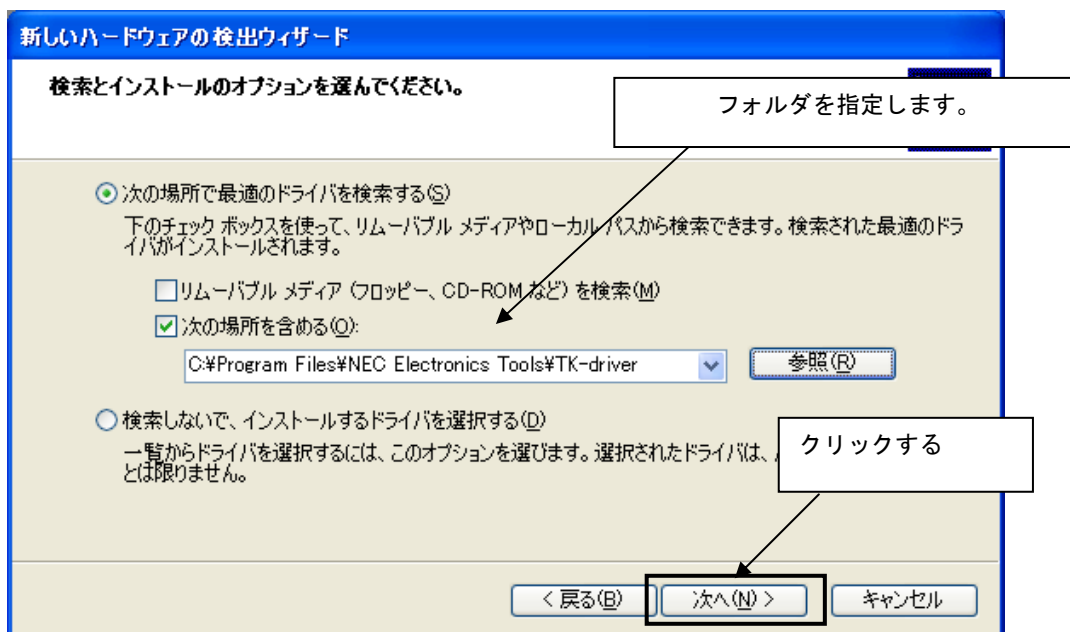 新しいハードウェアの検出ウィザード
検索とインストールのオプションを選んでください。
フォルダを指定します。
次の場所で最適のドライバを検索する(S)
下のチェック ボックスを使って、リムーバブル メディアやローカル パスから検索できます。検索された最適のドラ
イバがインストールされます。
リムーバブル メディア (フロッピー、CD-ROM など) を検索(M)
次の場所を含める(O):
C:¥Program Files¥NEC Electronics Tools¥TK-driver
参照(R)
検索しないで、インストールするドライバを選択する(D)
一覧からドライバを選択するには、このオプションを選びます。選択されたドライバは、
とは限りません。
クリックする
< 戻る(B)
次へ(N) >
キャンセル